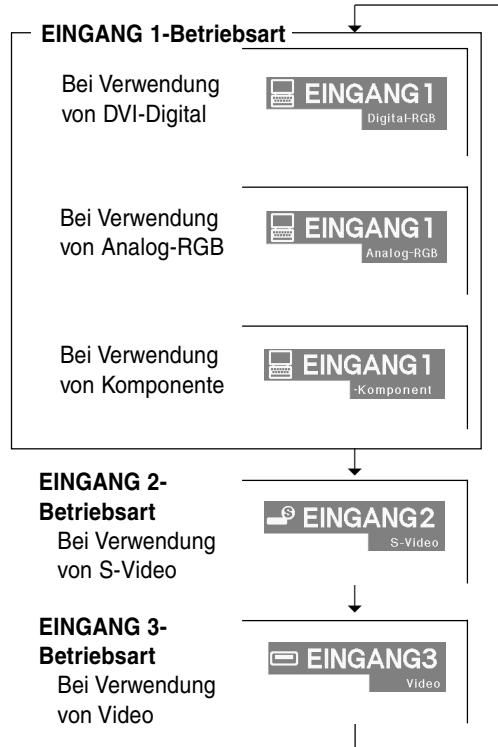 EINGANG 1-Betriebsart
Bei Verwendung
von DVI-Digital
EINGANG1
Digital-RGB
Bei Verwendung
von Analog-RGB
EINGANG1
Analog-RGB
Bei Verwendung
von Komponente
EINGANG1
-Komponent
EINGANG 2-
Betriebsart
Bei Verwendung
von S-Video
S
EINGANG2
S-Video
EINGANG 3-
Betriebsart
Bei Verwendung
von Video
EINGANG3
Video